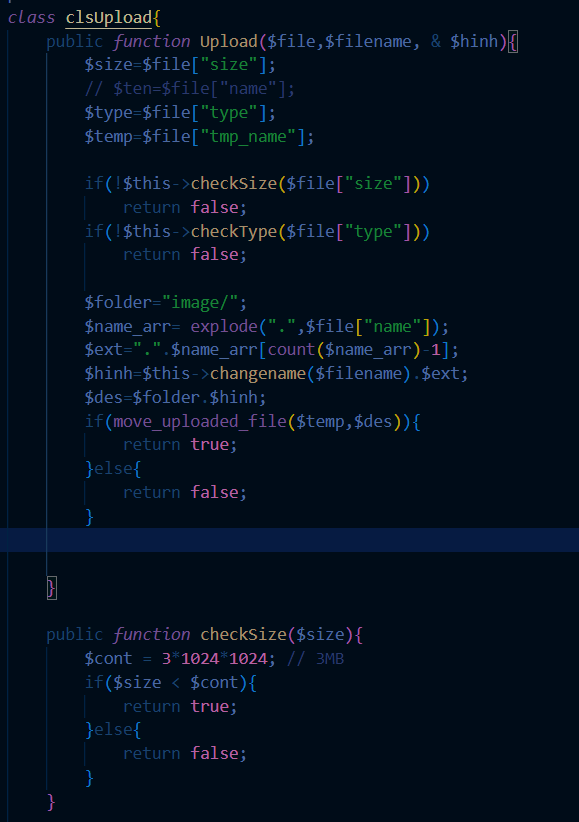 class clsUpload{
    public function Upload($file,$filename, & $hinh){
        $size=$file["size"];
        // $ten=$file["name"];
        $type=$file["type"];
        $temp=$file["tmp_name"];

        if(!$this->checkSize($file["size"]))
            return false;
        if(!$this->checkType($file["type"]))
            return false;

        $folder="image/";
        $name_arr= explode(".",$file["name"]);
        $ext=".".$name_arr[count($name_arr)-1];
        $hinh=$this->changename($filename).$ext;
        $des=$folder.$hinh;
        if(move_uploaded_file($temp,$des)){
            return true;
        }else{
            return false;
        }

    }

    public function checkSize($size){
        $cont = 3*1024*1024; // 3MB
        if($size < $cont){
            return true;
        }else{
            return false;
        }
    }